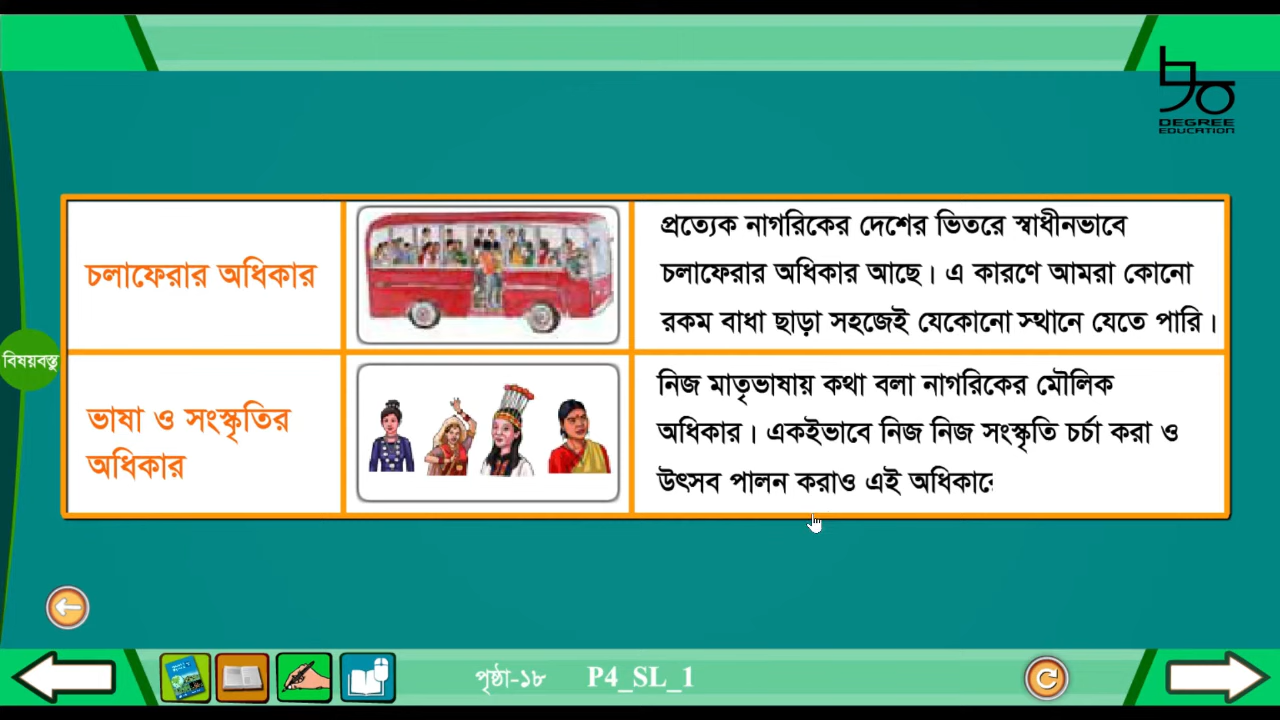 DEGREE
EDUCATION
চলাফেরার অধিকার
প্রত্যেক নাগরিকের দেশের ভিতরে স্বাধীনভাবে
চলাফেরার অধিকার আছে। এ কারণে আমরা কোনো
রকম বাধা ছাড়া সহজেই যেকোনো স্থানে যেতে পারি।
বিষয়বস্তু
ভাষা ও সংস্কৃতির
অধিকার
নিজ মাতৃভাষায় কথা বলা নাগরিকের মৌলিক
অধিকার। একইভাবে নিজ নিজ সংস্কৃতি চর্চা করা ও
উৎসব পালন করাও এই
পৃষ্ঠা-১৮
P4_SL_1